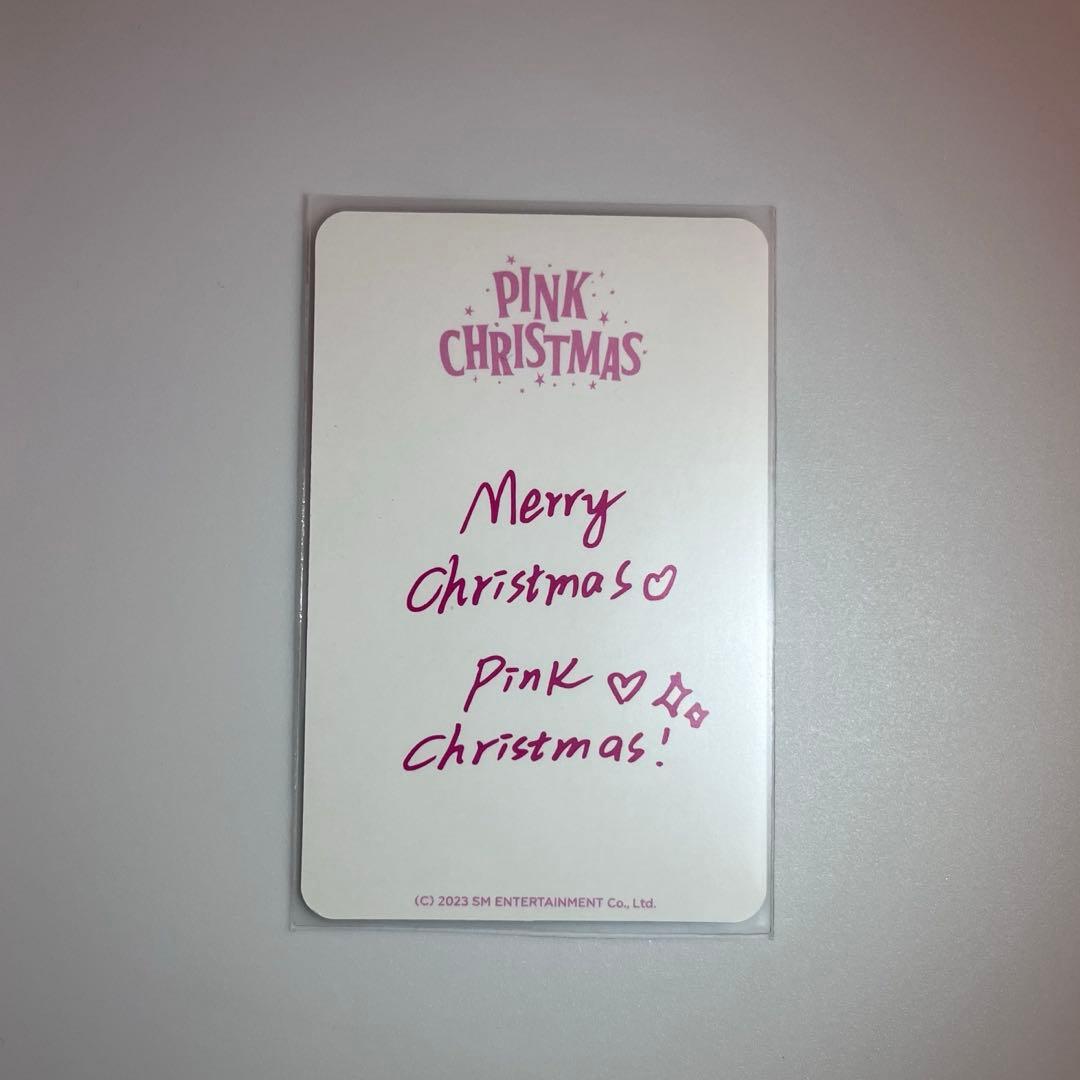 PINK
CHRISTMAS
Merry
Christmas♡
Pink ♡
Christmas!
(C) 2023 SM ENTERTAINMENT Co., Ltd.